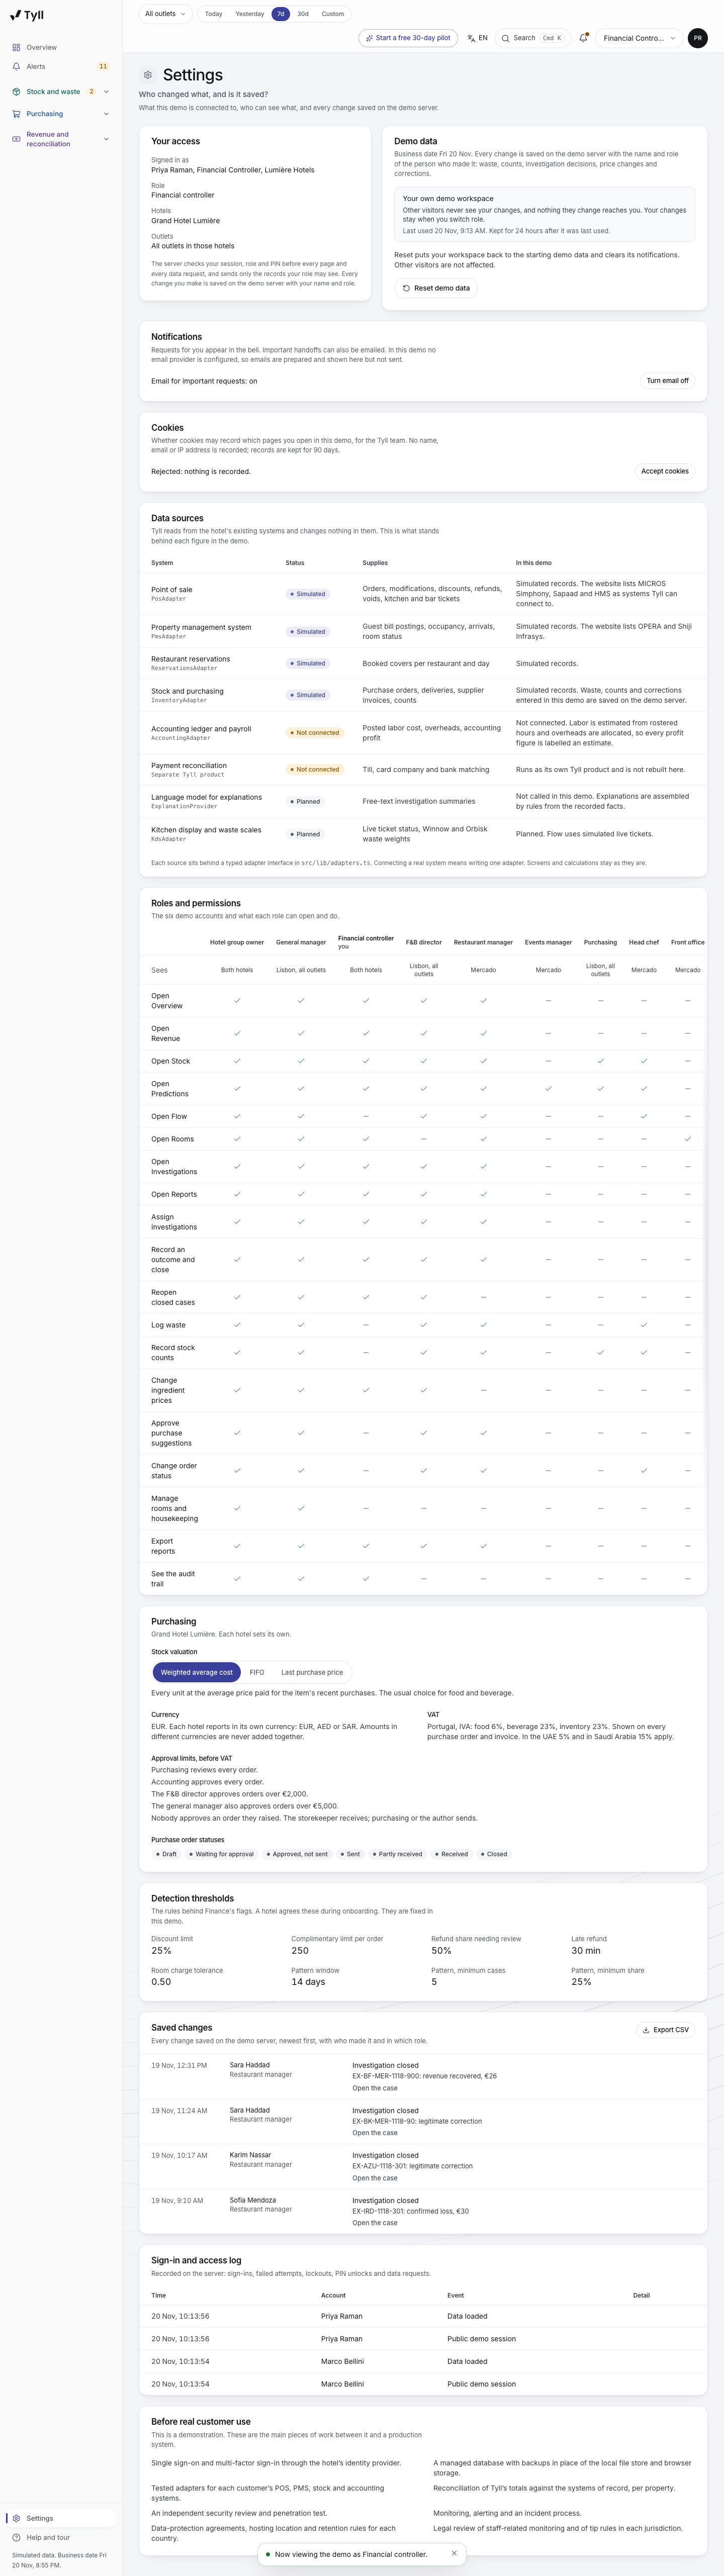 Tyll
Overview
Alerts 11
Stock and waste 2
Purchasing
Revenue and
reconciliation
All outlets
Today Yesterday 7d 30d Custom
Start a free 30-day pilot EN Search Cmd K Financial Contro... PR
Settings
Who changed what, and is it saved?
What this demo is connected to, who can see what, and every change saved on the demo server.
Your access
Signed in as
Priya Raman, Financial Controller, Lumière Hotels
Role
Financial controller
Hotels
Grand Hotel Lumière
Outlets
All outlets in those hotels
The server checks your session, role and PIN before every page and
every data request, and sends only the records your role may see. Every
change you make is saved on the demo server with your name and role.
Demo data
Business date Fri 20 Nov. Every change is saved on the demo server with the name and role
of the person who made it: waste, counts, investigation decisions, price changes and
corrections.
Your own demo workspace
Other visitors never see your changes, and nothing they change reaches you. Your changes
stay when you switch role.
Last used 20 Nov, 9:13 AM. Kept for 24 hours after it was last used.
Reset puts your workspace back to the starting demo data and clears its notifications.
Other visitors are not affected.
Reset demo data
Notifications
Requests for you appear in the bell. Important handoffs can also be emailed. In this demo no
email provider is configured, so emails are prepared and shown here but not sent.
Email for important requests: on
Turn email off
Cookies
Whether cookies may record which pages you open in this demo, for the Tyll team. No name,
email or IP address is recorded; records are kept for 90 days.
Rejected: nothing is recorded.
Accept cookies
Data sources
Tyll reads from the hotel's existing systems and changes nothing in them. This is what stands
behind each figure in the demo.
System Status Supplies In this demo
Point of sale
PosAdapter
Simulated
Orders, modifications, discounts, refunds,
voids, kitchen and bar tickets
Simulated records. The website lists MICROS
Simphony, Sapaad and HMS as systems Tyll can
connect to.
Property management system
PmsAdapter
Simulated
Guest bill postings, occupancy, arrivals,
room status
Simulated records. The website lists OPERA and Shiji
Infrasys.
Restaurant reservations
ReservationsAdapter
Simulated
Booked covers per restaurant and day
Simulated records.
Stock and purchasing
InventoryAdapter
Simulated
Purchase orders, deliveries, supplier
invoices, counts
Simulated records. Waste, counts and corrections
entered in this demo are saved on the demo server.
Accounting ledger and payroll
AccountingAdapter
Not connected
Posted labor cost, overheads, accounting
profit
Not connected. Labor is estimated from rostered
hours and overheads are allocated, so every profit
figure is labelled an estimate.
Payment reconciliation
Separate Tyll product
Not connected
Till, card company and bank matching
Runs as its own Tyll product and is not rebuilt here.
Language model for explanations
ExplanationProvider
Planned
Free-text investigation summaries
Not called in this demo. Explanations are assembled
by rules from the recorded facts.
Kitchen display and waste scales
KdsAdapter
Planned
Live ticket status, Winnow and Orbisk
waste weights
Planned. Flow uses simulated live tickets.
Each source sits behind a typed adapter interface in src/lib/adapters.ts. Connecting a real system means writing one adapter. Screens and calculations stay as they are.
Roles and permissions
The six demo accounts and what each role can open and do.
Hotel group owner General manager Financial controller F&B director Restaurant manager Events manager Purchasing Head chef Front office
you
Sees Both hotels Lisbon, all outlets Both hotels Lisbon, all outlets Mercado Mercado Lisbon, all outlets Mercado Mercado
Open
Overview
Open
Revenue
Open Stock
Open
Predictions
Open Flow
Open Rooms
Open
Investigations
Open Reports
Assign
investigations
Record an
outcome and
close
Reopen
closed cases
Log waste
Record stock
counts
Change
ingredient
prices
Approve
purchase
suggestions
Change order
status
Manage
rooms and
housekeeping
Export
reports
See the audit
trail
Purchasing
Grand Hotel Lumière. Each hotel sets its own.
Stock valuation
Weighted average cost FIFO Last purchase price
Every unit at the average price paid for the item's recent purchases. The usual choice for food and beverage.
Currency
EUR. Each hotel reports in its own currency: EUR, AED or SAR. Amounts in
different currencies are never added together.
VAT
Portugal, IVA: food 6%, beverage 23%, inventory 23%. Shown on every
purchase order and invoice. In the UAE 5% and in Saudi Arabia 15% apply.
Approval limits, before VAT
Purchasing reviews every order.
Accounting approves every order.
The F&B director approves orders over €2,000.
The general manager also approves orders over €5,000.
Nobody approves an order they raised. The storekeeper receives; purchasing or the author sends.
Purchase order statuses
Draft Waiting for approval Approved, not sent Sent Partly received Received Closed
Detection thresholds
The rules behind Finance's flags. A hotel agrees these during onboarding. They are fixed in
this demo.
Discount limit Complimentary limit per order Refund share needing review Late refund
25% 250 50% 30 min
Room charge tolerance Pattern window Pattern, minimum cases Pattern, minimum share
0.50 14 days 5 25%
Saved changes
Every change saved on the demo server, newest first, with who made it and in which role.
Export CSV
19 Nov, 12:31 PM
Sara Haddad
Restaurant manager
Investigation closed
EX-BF-MER-1118-900: revenue recovered, €26
Open the case
19 Nov, 11:24 AM
Sara Haddad
Restaurant manager
Investigation closed
EX-BK-MER-1118-90: legitimate correction
Open the case
19 Nov, 10:17 AM
Karim Nassar
Restaurant manager
Investigation closed
EX-AZU-1118-301: legitimate correction
Open the case
19 Nov, 9:10 AM
Sofia Mendoza
Restaurant manager
Investigation closed
EX-IRD-1118-301: confirmed loss, €30
Open the case
Sign-in and access log
Recorded on the server: sign-ins, failed attempts, lockouts, PIN unlocks and data requests.
Time Account Event Detail
20 Nov, 10:13:56 Priya Raman Data loaded
20 Nov, 10:13:56 Priya Raman Public demo session
20 Nov, 10:13:54 Marco Bellini Data loaded
20 Nov, 10:13:54 Marco Bellini Public demo session
Before real customer use
This is a demonstration. These are the main pieces of work between it and a production
system.
Single sign-on and multi-factor sign-in through the hotel's identity provider.
A managed database with backups in place of the local file store and browser
storage.
Tested adapters for each customer's POS, PMS, stock and accounting
systems.
Reconciliation of Tyll's totals against the systems of record, per property.
An independent security review and penetration test.
Monitoring, alerting and an incident process.
Data-protection agreements, hosting location and retention rules for each
country.
Legal review of staff-related monitoring and of tip rules in each jurisdiction.
Settings
Help and tour
Simulated data. Business date Fri
20 Nov, 8:55 PM.
Now viewing the demo as Financial controller.